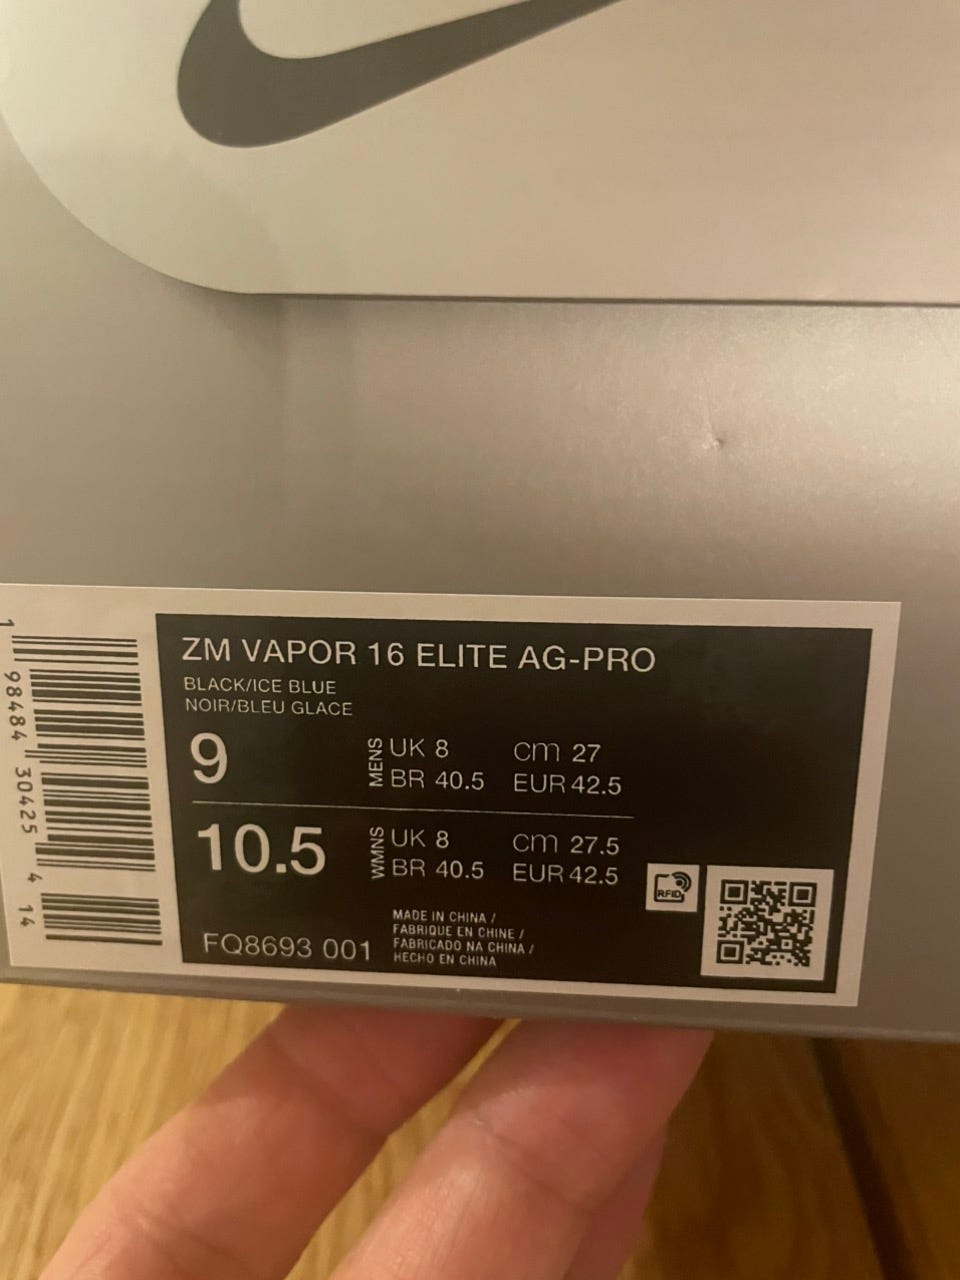 ZM VAPOR 16 ELITE AG-PRO
BLACK/ICE BLUE
NOIR/BLEU GLACE
9 MENS UK 8 cm 27
BR 40.5 EUR 42.5
10.5 WMNS UK 8 cm 27.5
BR 40.5 EUR 42.5
FQ8693 001
MADE IN CHINA /
FABRIQUE EN CHINE /
FABRICADO NA CHINA /
HECHO EN CHINA
RFID
1 98484 30425 4 14